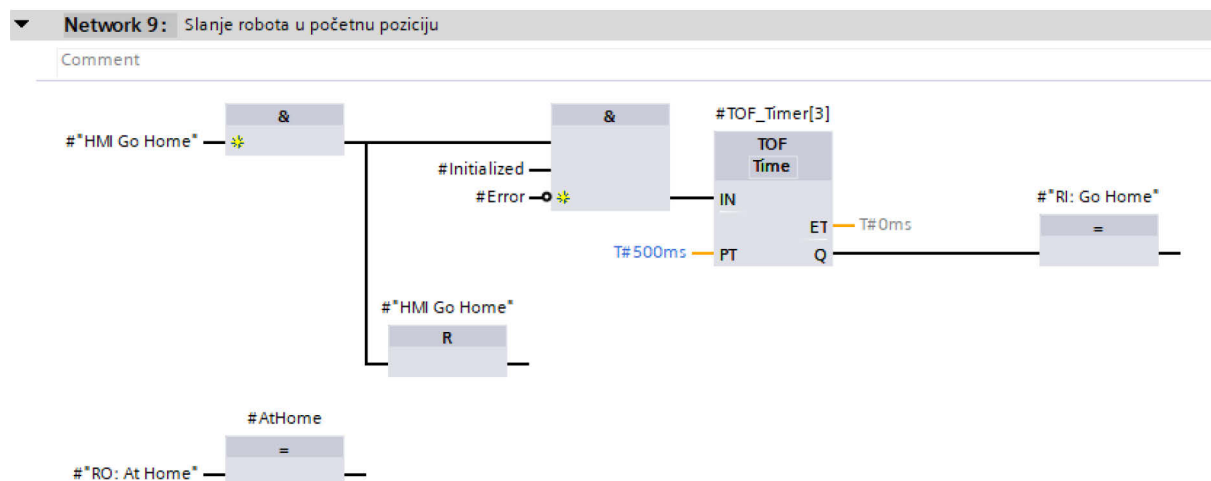 Network 9: Slanje robota u početnu poziciju
Comment
&
#"HMI Go Home"
&
#Initialized
#Error
#TOF_Timer[3]
TOF
Time
IN
ET T#0ms
T#500ms PT Q
#"RI: Go Home"
=
#"HMI Go Home"
R
#AtHome
=
#"RO: At Home"